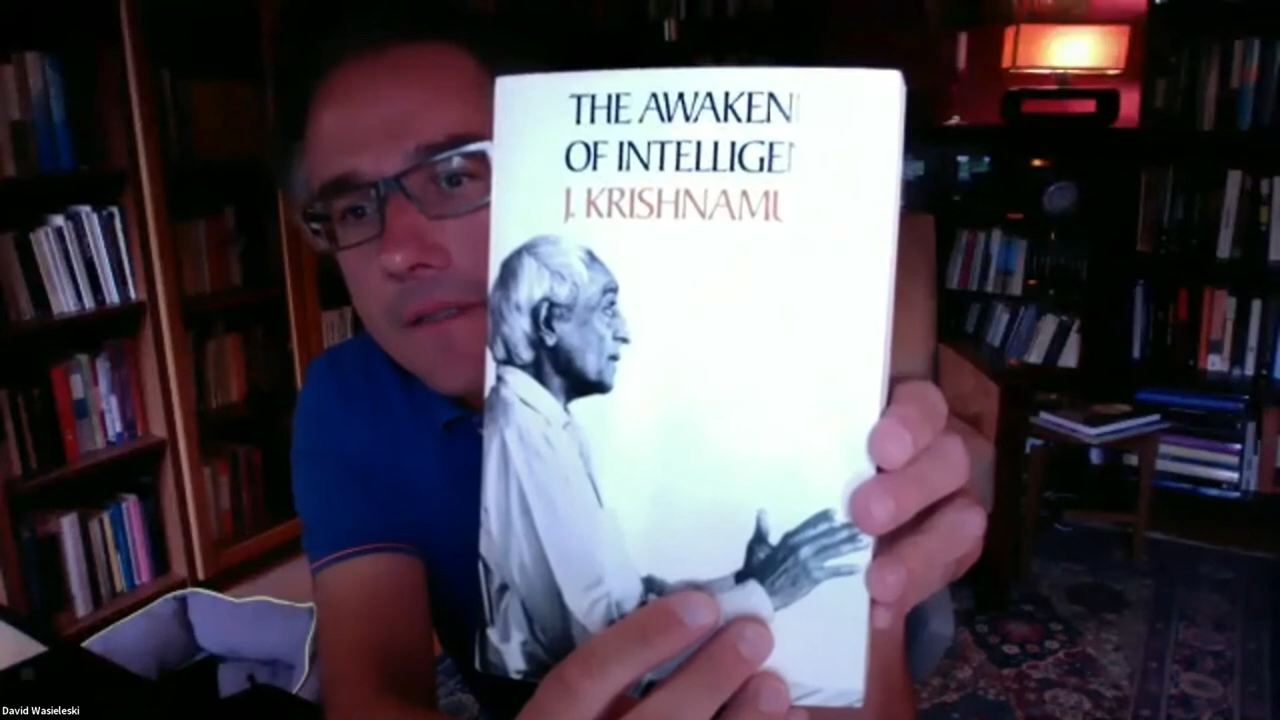 THE AWAKEN
OF INTELLIGE
J. KRISHNAMU
David Wasieleski